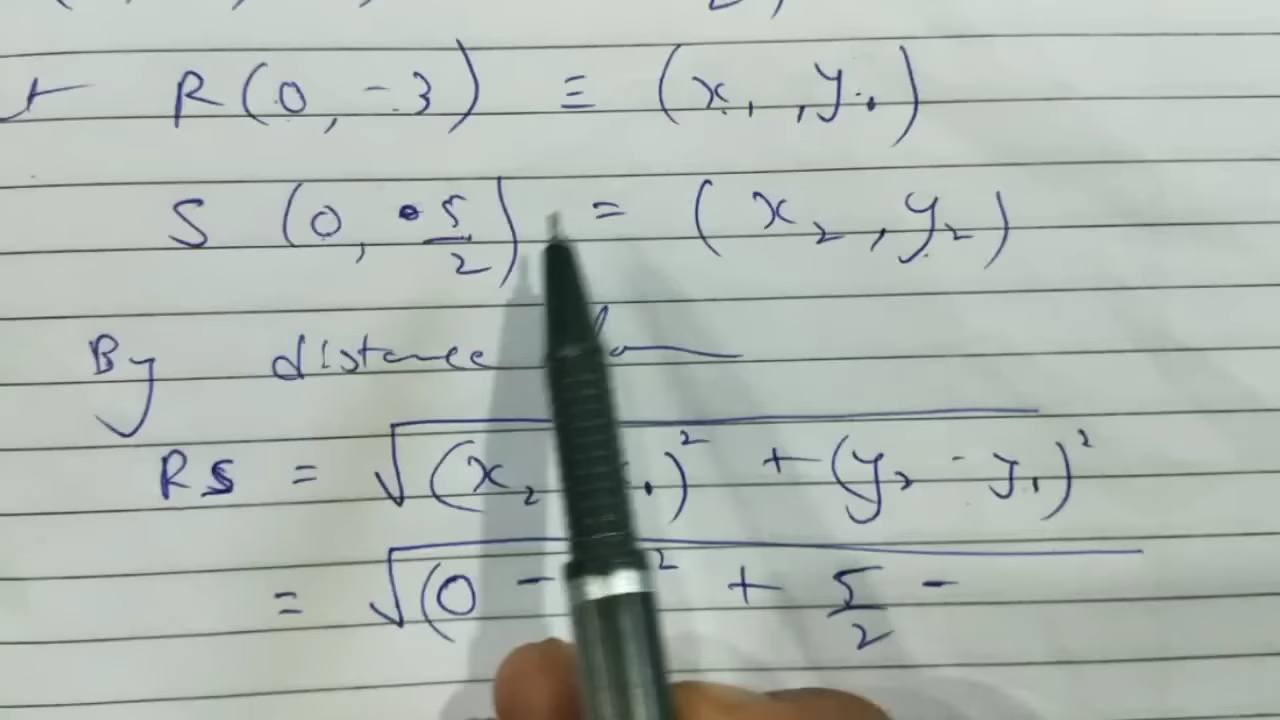 R(0, -3) ≡ (x₁, y₁)
S (0, 5/2) = (x₂, y₂)
By distance
RS = √(x₂ ₁)² + (y₂ - y₁)²
= √(0 - ² + 5/2 -